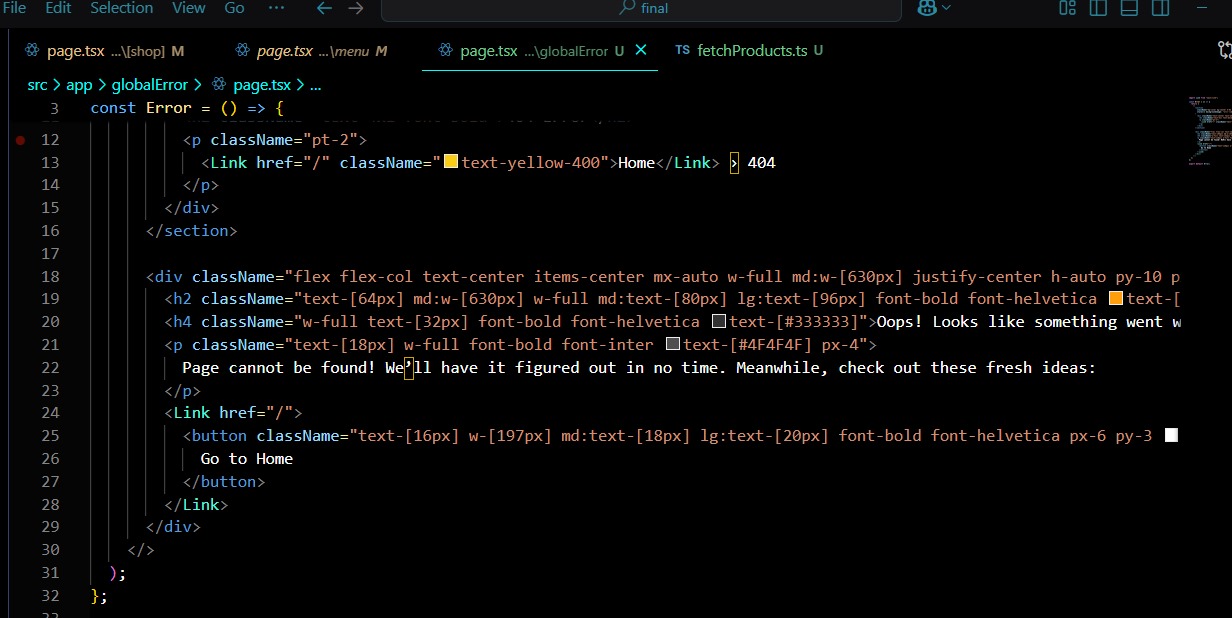 File Edit Selection View Go ··· ← → final
page.tsx ...\[shop] M page.tsx ...\menu M page.tsx ...\globalError U × TS fetchProducts.ts U
src > app > globalError > page.tsx > ...
3 const Error = () => {
12 <p className="pt-2">
13 <Link href="/" className="text-yellow-400">Home</Link> › 404
14 </p>
15 </div>
16 </section>
17
18 <div className="flex flex-col text-center items-center mx-auto w-full md:w-[630px] justify-center h-auto py-10 p
19 <h2 className="text-[64px] md:w-[630px] w-full md:text-[80px] lg:text-[96px] font-bold font-helvetica text-[
20 <h4 className="w-full text-[32px] font-bold font-helvetica text-[#333333]">Oops! Looks like something went w
21 <p className="text-[18px] w-full font-bold font-inter text-[#4F4F4F] px-4">
22 Page cannot be found! We’ll have it figured out in no time. Meanwhile, check out these fresh ideas:
23 </p>
24 <Link href="/">
25 <button className="text-[16px] w-[197px] md:text-[18px] lg:text-[20px] font-bold font-helvetica px-6 py-3
26 Go to Home
27 </button>
28 </Link>
29 </div>
30 </>
31 );
32 };